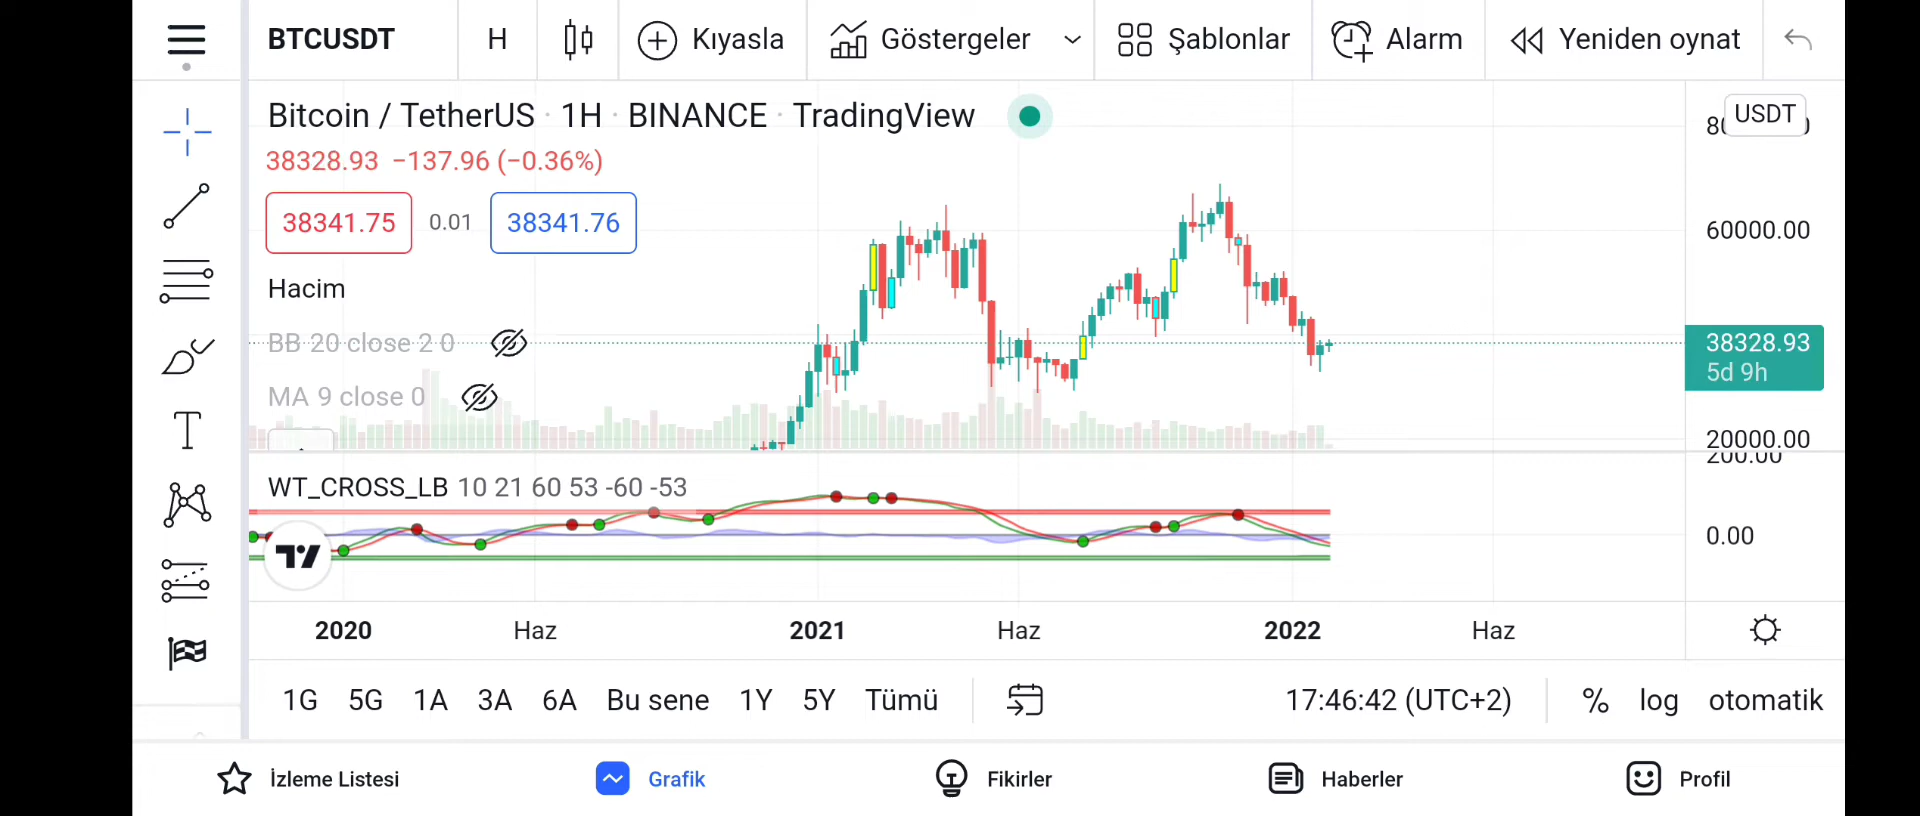 BTCUSDT H Kıyasla Göstergeler Şablonlar Alarm Yeniden oynat
Bitcoin / TetherUS · 1H · BINANCE · TradingView
USDT
38328.93 −137.96 (−0.36%)
38341.75 0.01 38341.76
60000.00
Hacim
BB 20 close 2 0
38328.93
5d 9h
MA 9 close 0
20000.00
200.00
WT_CROSS_LB 10 21 60 53 -60 -53
0.00
2020 Haz 2021 Haz 2022 Haz
1G 5G 1A 3A 6A Bu sene 1Y 5Y Tümü 17:46:42 (UTC+2) % log otomatik
İzleme Listesi Grafik Fikirler Haberler Profil